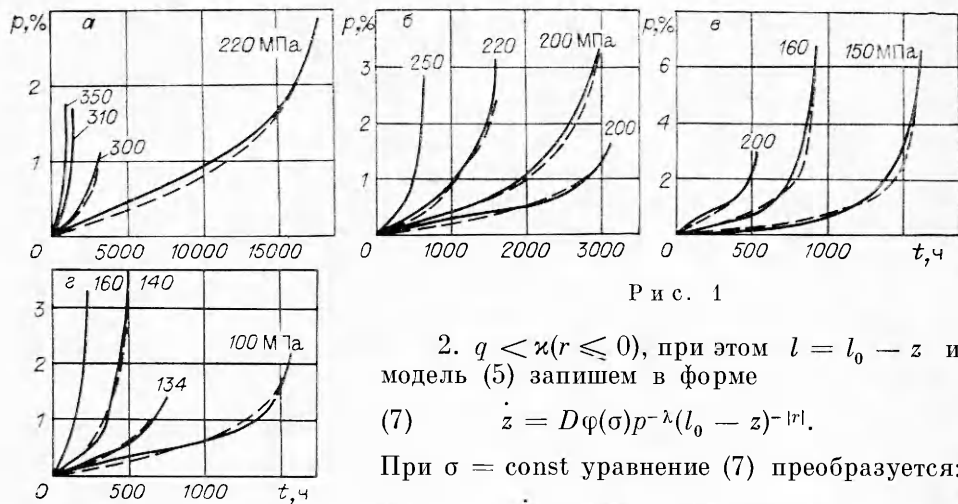 p,% а 220 МПа
2
350
310
1
300
0 5000 10000 15000
p,% б 220 200 МПа
3
250
2
200
1
0 1000 2000 3000
p,% в 160 150 МПа
6
4
200
2
0 500 1000 t,ч
г 160 140
3
100 МПа
2
134
1
0 500 1000 t,ч
Рис. 1
2. q < ϰ(r ⩽ 0), при этом l = l₀ − z и
модель (5) запишем в форме
(7) ż = Dφ(σ)p^{−λ}(l₀ − z)^{−|r|}.
При σ = const уравнение (7) преобразуется: